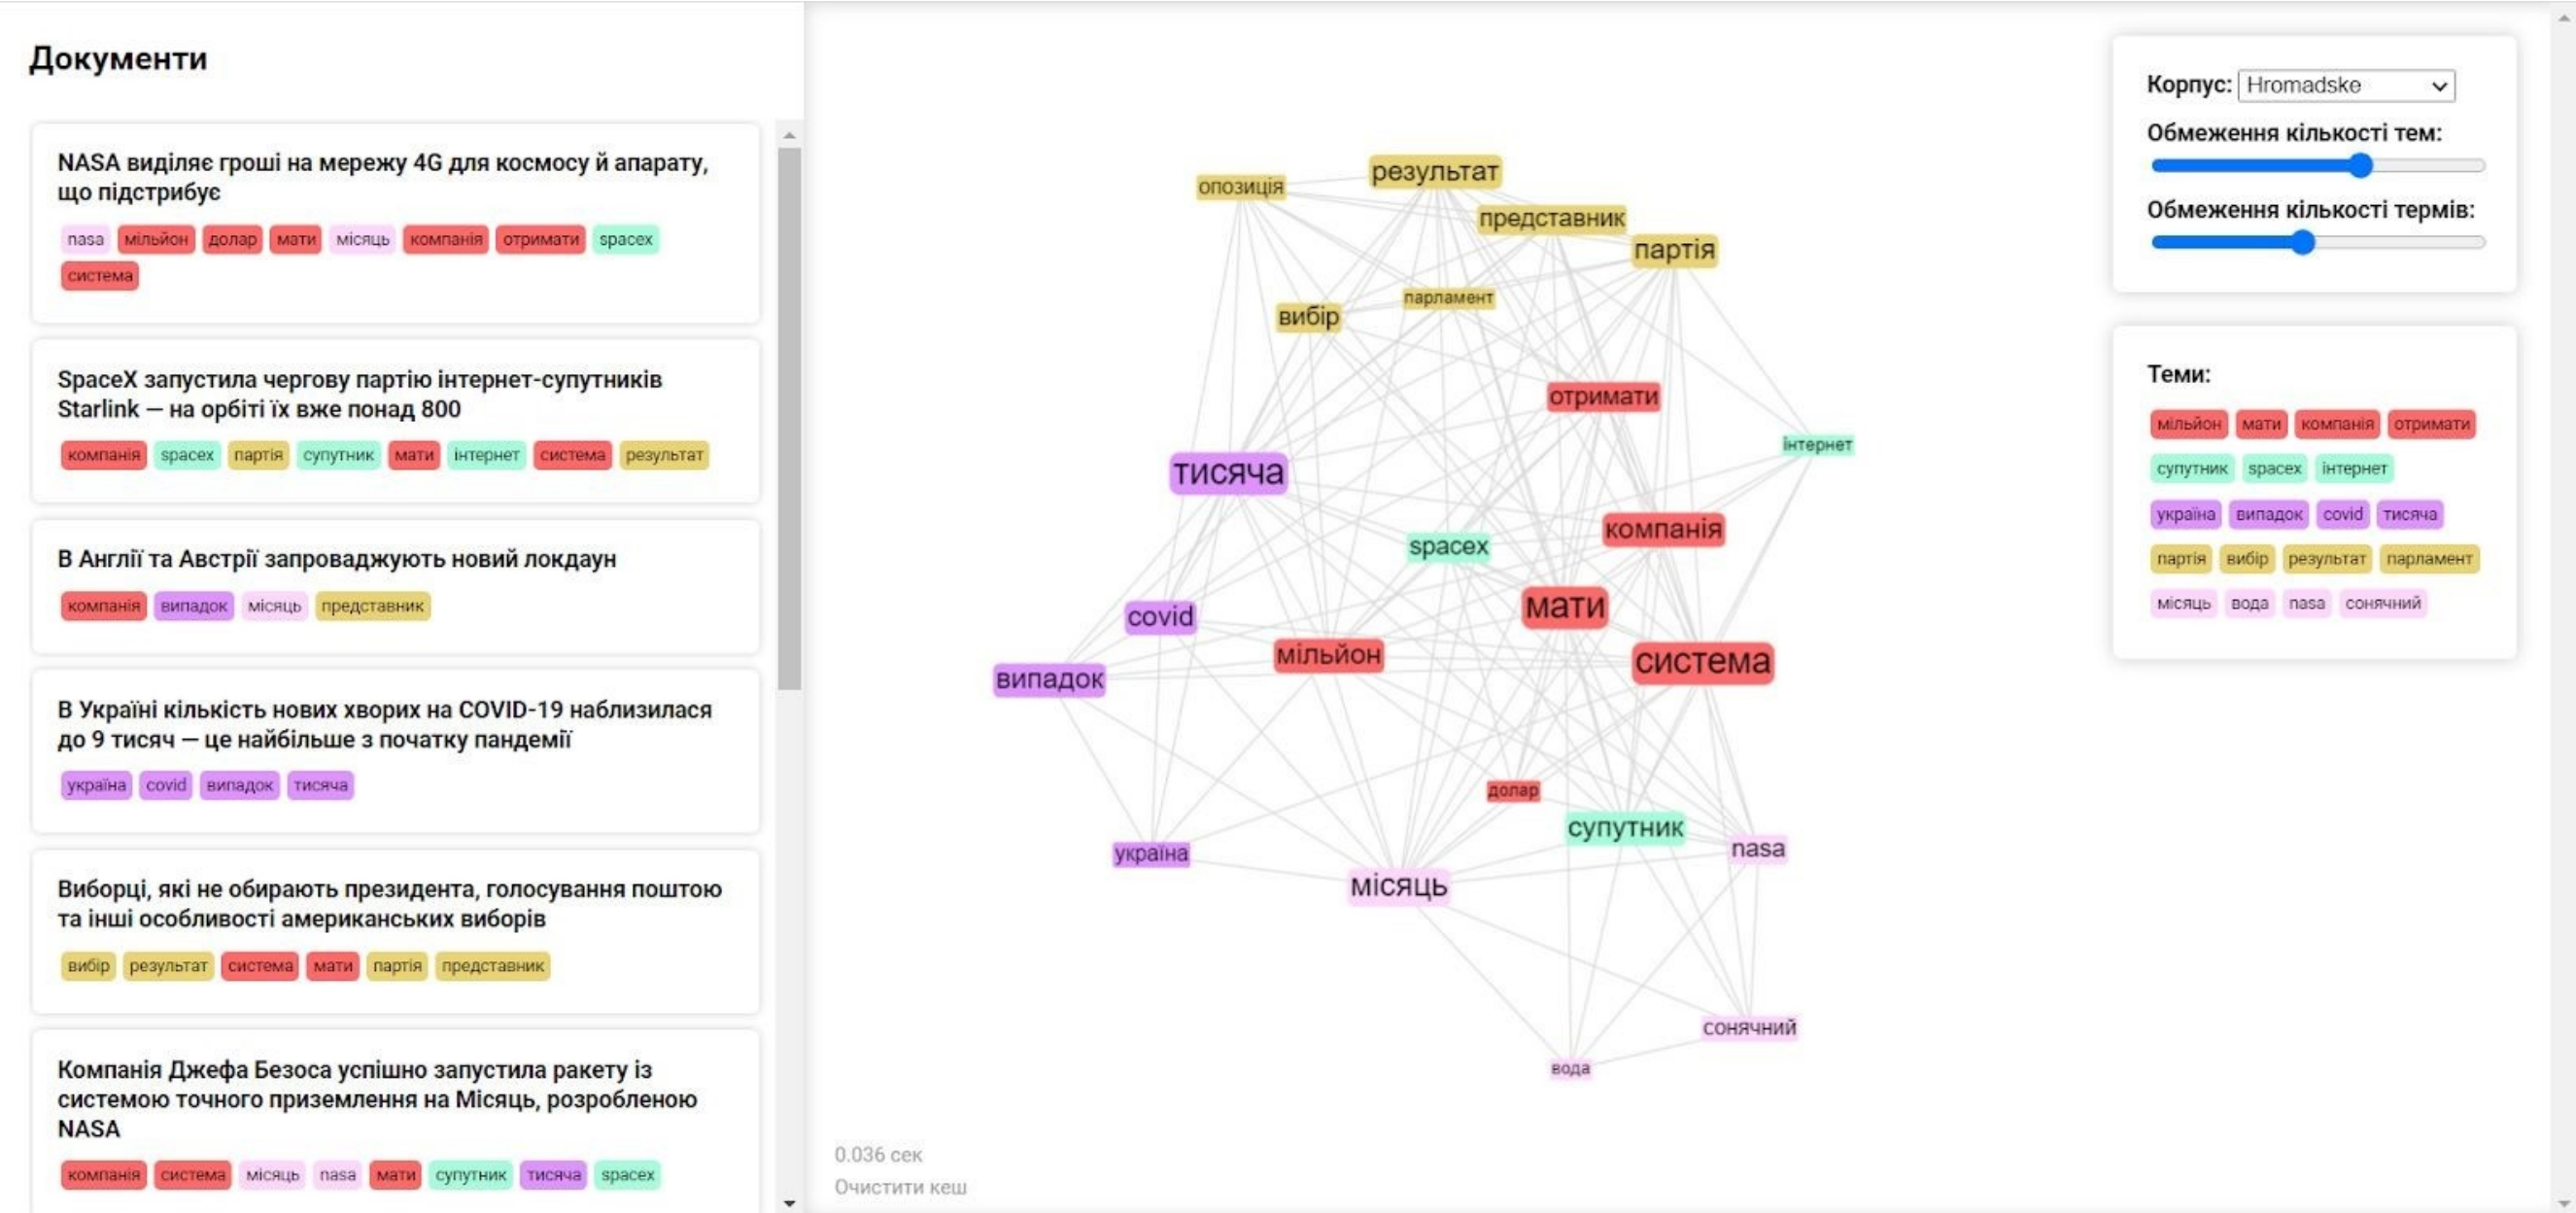 Документи
NASA виділяє гроші на мережу 4G для космосу й апарату,
що підстрибує
nasa мільйон долар мати місяць компанія отримати spacex
система
SpaceX запустила чергову партію інтернет-супутників
Starlink — на орбіті їх вже понад 800
компанія spacex партія супутник мати інтернет система результат
В Англії та Австрії запроваджують новий локдаун
компанія випадок місяць представник
В Україні кількість нових хворих на COVID-19 наблизилася
до 9 тисяч — це найбільше з початку пандемії
україна covid випадок тисяча
Виборці, які не обирають президента, голосування поштою
та інші особливості американських виборів
вибір результат система мати партія представник
Компанія Джефа Безоса успішно запустила ракету із
системою точного приземлення на Місяць, розробленою
NASA
компанія система місяць nasa мати супутник тисяча spacex
результат
опозиція
представник
партія
парламент
вибір
отримати
інтернет
тисяча
компанія
spacex
мати
covid
мільйон
система
випадок
долар
супутник
nasa
україна
місяць
сонячний
вода
0.036 сек
Очистити кеш
Корпус: Hromadske
Обмеження кількості тем:
Обмеження кількості термів:
Теми:
мільйон мати компанія отримати
супутник spacex інтернет
україна випадок covid тисяча
партія вибір результат парламент
місяць вода nasa сонячний